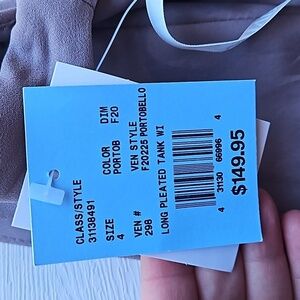 CLASS/STYLE
31138491
COLOR DIM
PORTOB F20
SIZE
4
VEN # VEN STYLE
298 F20225 PORTOBELLO
LONG PLEATED TANK WI
4 31130 66996 4
$149.95